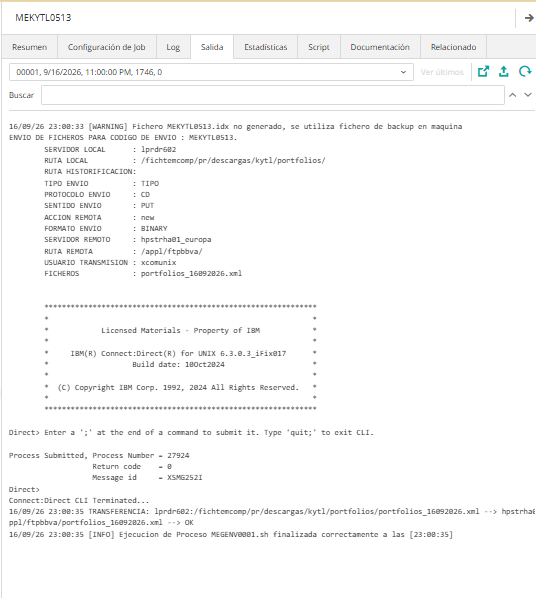 MEKYTL0513
Resumen Configuración de Job Log Salida Estadísticas Script Documentación Relacionado
00001, 9/16/2026, 11:00:00 PM, 1746, 0 Ver últimos
Buscar
16/09/26 23:00:33 [WARNING] Fichero MEKYTL0513.idx no generado, se utiliza fichero de backup en maquina
ENVIO DE FICHEROS PARA CODIGO DE ENVIO : MEKYTL0513.
SERVIDOR LOCAL : lprdr602
RUTA LOCAL : /fichtemcomp/pr/descargas/kytl/portfolios/
RUTA HISTORIFICACION:
TIPO ENVIO : TIPO
PROTOCOLO ENVIO : CD
SENTIDO ENVIO : PUT
ACCION REMOTA : new
FORMATO ENVIO : BINARY
SERVIDOR REMOTO : hpstrha01_europa
RUTA REMOTA : /appl/ftpbbva/
USUARIO TRANSMISION : xcomunix
FICHEROS : portfolios_16092026.xml
**************************************************************
* *
* Licensed Materials - Property of IBM *
* *
* IBM(R) Connect:Direct(R) for UNIX 6.3.0.3_iFix017 *
* Build date: 10Oct2024 *
* *
* (C) Copyright IBM Corp. 1992, 2024 All Rights Reserved. *
* *
**************************************************************
Direct> Enter a ';' at the end of a command to submit it. Type 'quit;' to exit CLI.
Process Submitted, Process Number = 27924
Return code = 0
Message id = XSMG252I
Direct>
Connect:Direct CLI Terminated...
16/09/26 23:00:35 TRANSFERENCIA: lprdr602:/fichtemcomp/pr/descargas/kytl/portfolios/portfolios_16092026.xml --> hpstrha0
ppl/ftpbbva/portfolios_16092026.xml --> OK
16/09/26 23:00:35 [INFO] Ejecucion de Proceso MEGENV0001.sh finalizada correctamente a las [23:00:35]